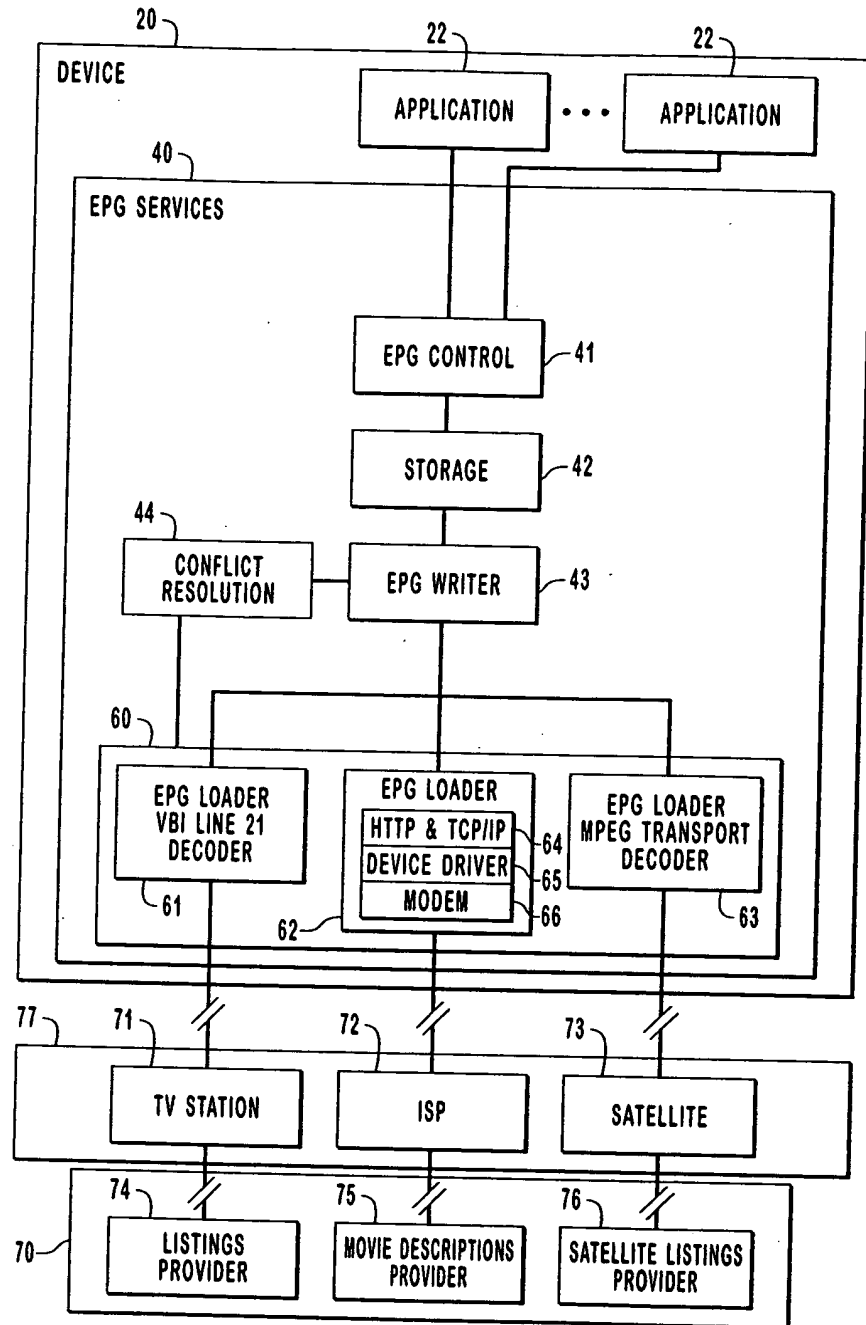 20
DEVICE
22
22
APPLICATION
• • •
APPLICATION
40
EPG SERVICES
EPG CONTROL
41
STORAGE
42
44
CONFLICT
RESOLUTION
EPG WRITER
43
60
EPG LOADER
VBI LINE 21
DECODER
61
EPG LOADER
HTTP & TCP/IP
64
DEVICE DRIVER
65
MODEM
66
62
EPG LOADER
MPEG TRANSPORT
DECODER
63
77
71
TV STATION
72
ISP
73
SATELLITE
70
74
LISTINGS
PROVIDER
75
MOVIE DESCRIPTIONS
PROVIDER
76
SATELLITE LISTINGS
PROVIDER